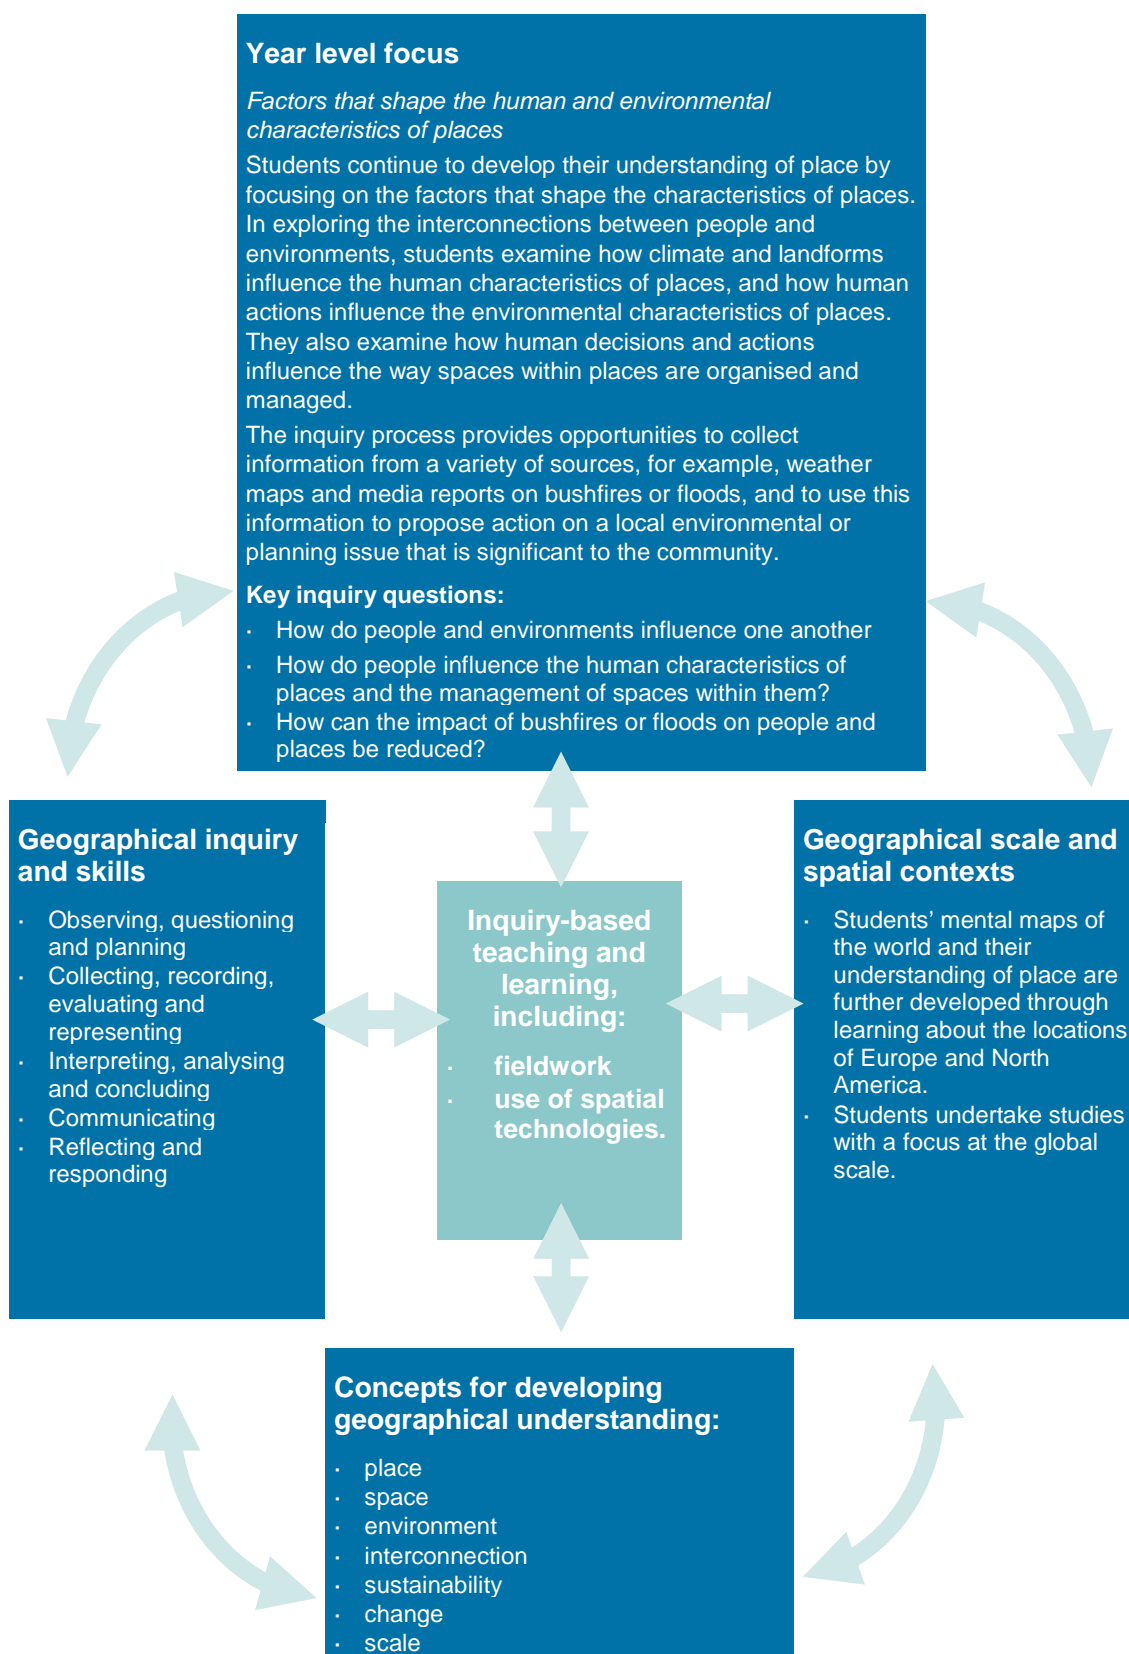 Year level focus
Factors that shape the human and environmental
characteristics of places
Students continue to develop their understanding of place by
focusing on the factors that shape the characteristics of places.
In exploring the interconnections between people and
environments, students examine how climate and landforms
influence the human characteristics of places, and how human
actions influence the environmental characteristics of places.
They also examine how human decisions and actions
influence the way spaces within places are organised and
managed.
The inquiry process provides opportunities to collect
information from a variety of sources, for example, weather
maps and media reports on bushfires or floods, and to use this
information to propose action on a local environmental or
planning issue that is significant to the community.
Key inquiry questions:
· How do people and environments influence one another
· How do people influence the human characteristics of
places and the management of spaces within them?
· How can the impact of bushfires or floods on people and
places be reduced?
Geographical inquiry
and skills
· Observing, questioning
and planning
· Collecting, recording,
evaluating and
representing
· Interpreting, analysing
and concluding
· Communicating
· Reflecting and
responding
Inquiry-based
teaching and
learning,
including:
· fieldwork
· use of spatial
technologies.
Geographical scale and
spatial contexts
· Students’ mental maps of
the world and their
understanding of place are
further developed through
learning about the locations
of Europe and North
America.
· Students undertake studies
with a focus at the global
scale.
Concepts for developing
geographical understanding:
· place
· space
· environment
· interconnection
· sustainability
· change
· scale